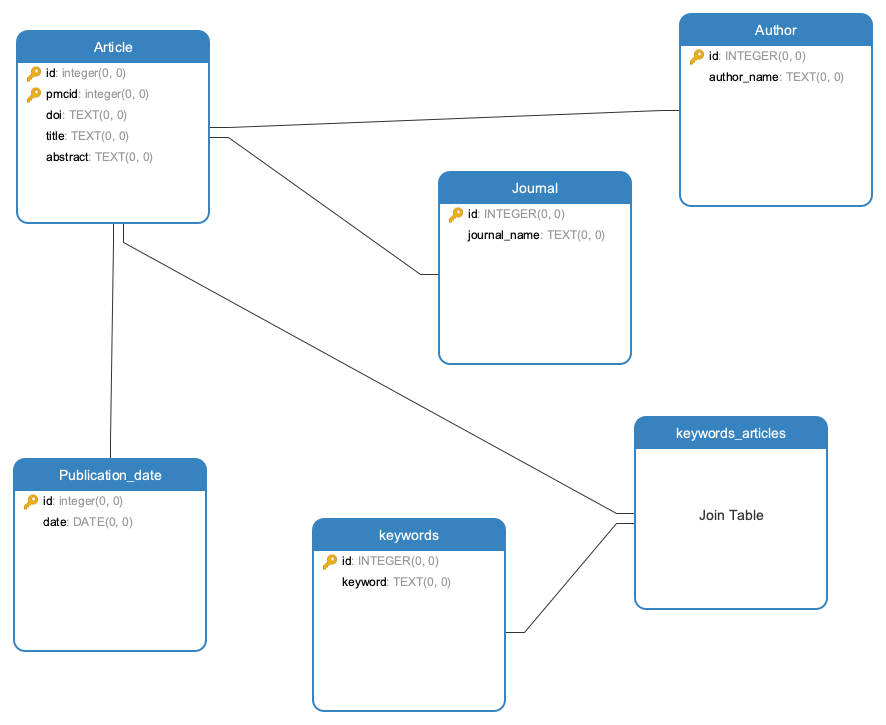 Article
id: integer(0, 0)
pmcid: integer(0, 0)
doi: TEXT(0, 0)
title: TEXT(0, 0)
abstract: TEXT(0, 0)
Author
id: INTEGER(0, 0)
author_name: TEXT(0, 0)
Journal
id: INTEGER(0, 0)
journal_name: TEXT(0, 0)
Publication_date
id: integer(0, 0)
date: DATE(0, 0)
keywords
id: INTEGER(0, 0)
keyword: TEXT(0, 0)
keywords_articles
Join Table